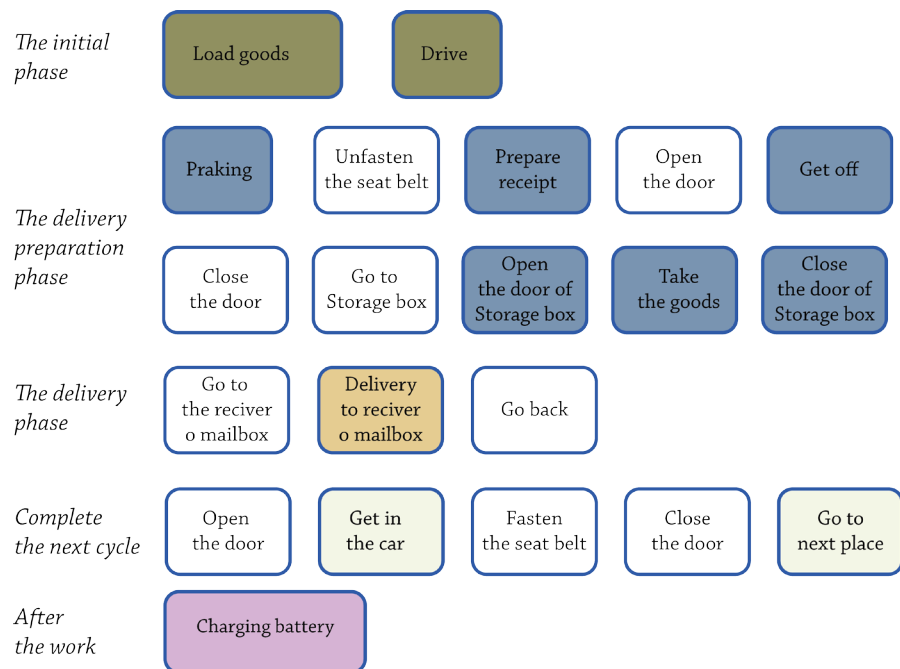 The initial
phase
Load goods
Drive
The delivery
preparation
phase
Praking
Unfasten
the seat belt
Prepare
receipt
Open
the door
Get off
Close
the door
Go to
Storage box
Open
the door of
Storage box
Take
the goods
Close
the door of
Storage box
The delivery
phase
Go to
the reciver
o mailbox
Delivery
to reciver
o mailbox
Go back
Complete
the next cycle
Open
the door
Get in
the car
Fasten
the seat belt
Close
the door
Go to
next place
After
the work
Charging battery